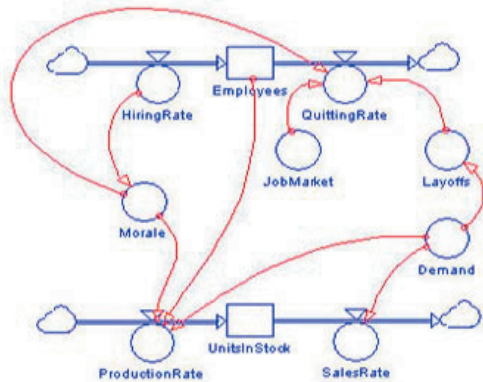 Employees
HiringRate
QuittingRate
JobMarket
Layoffs
Morale
Demand
UnitsInStock
ProductionRate
SalesRate